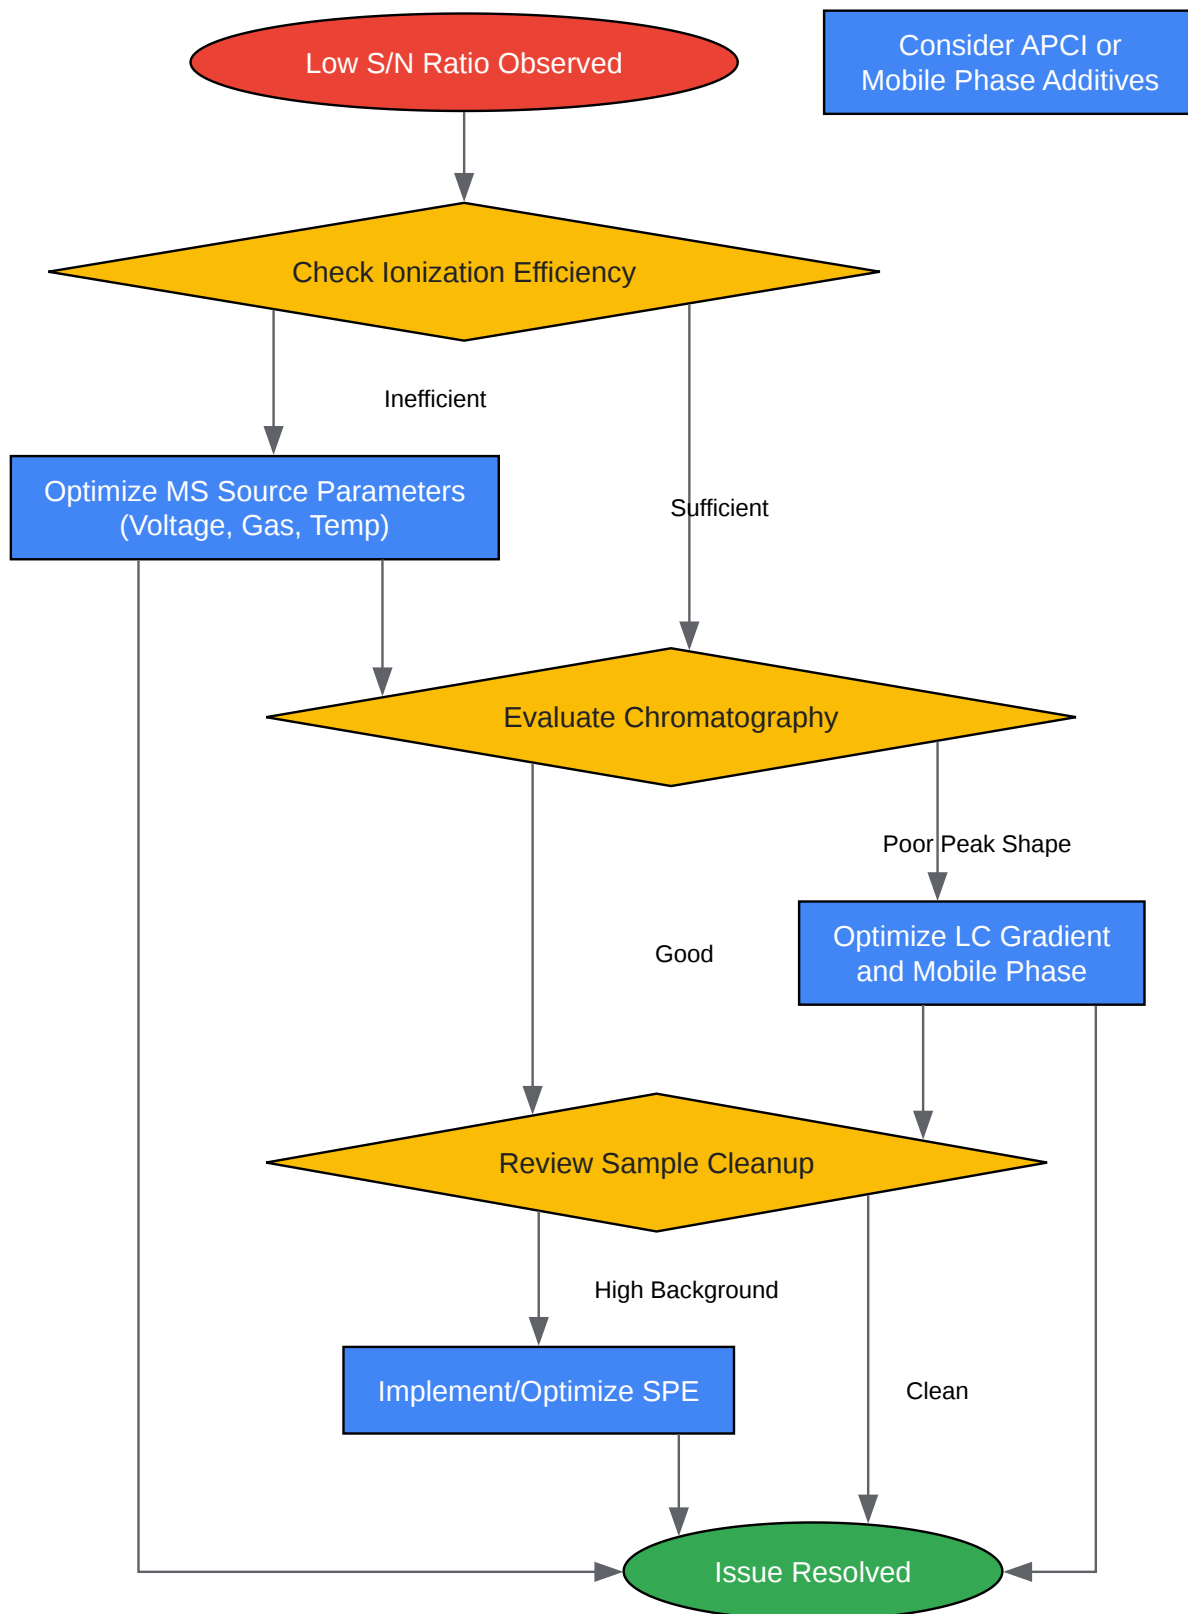 Low S/N Ratio Observed
Consider APCI or
Mobile Phase Additives
Check Ionization Efficiency
Inefficient
Optimize MS Source Parameters
(Voltage, Gas, Temp)
Sufficient
Evaluate Chromatography
Poor Peak Shape
Good
Optimize LC Gradient
and Mobile Phase
Review Sample Cleanup
High Background
Implement/Optimize SPE
Clean
Issue Resolved